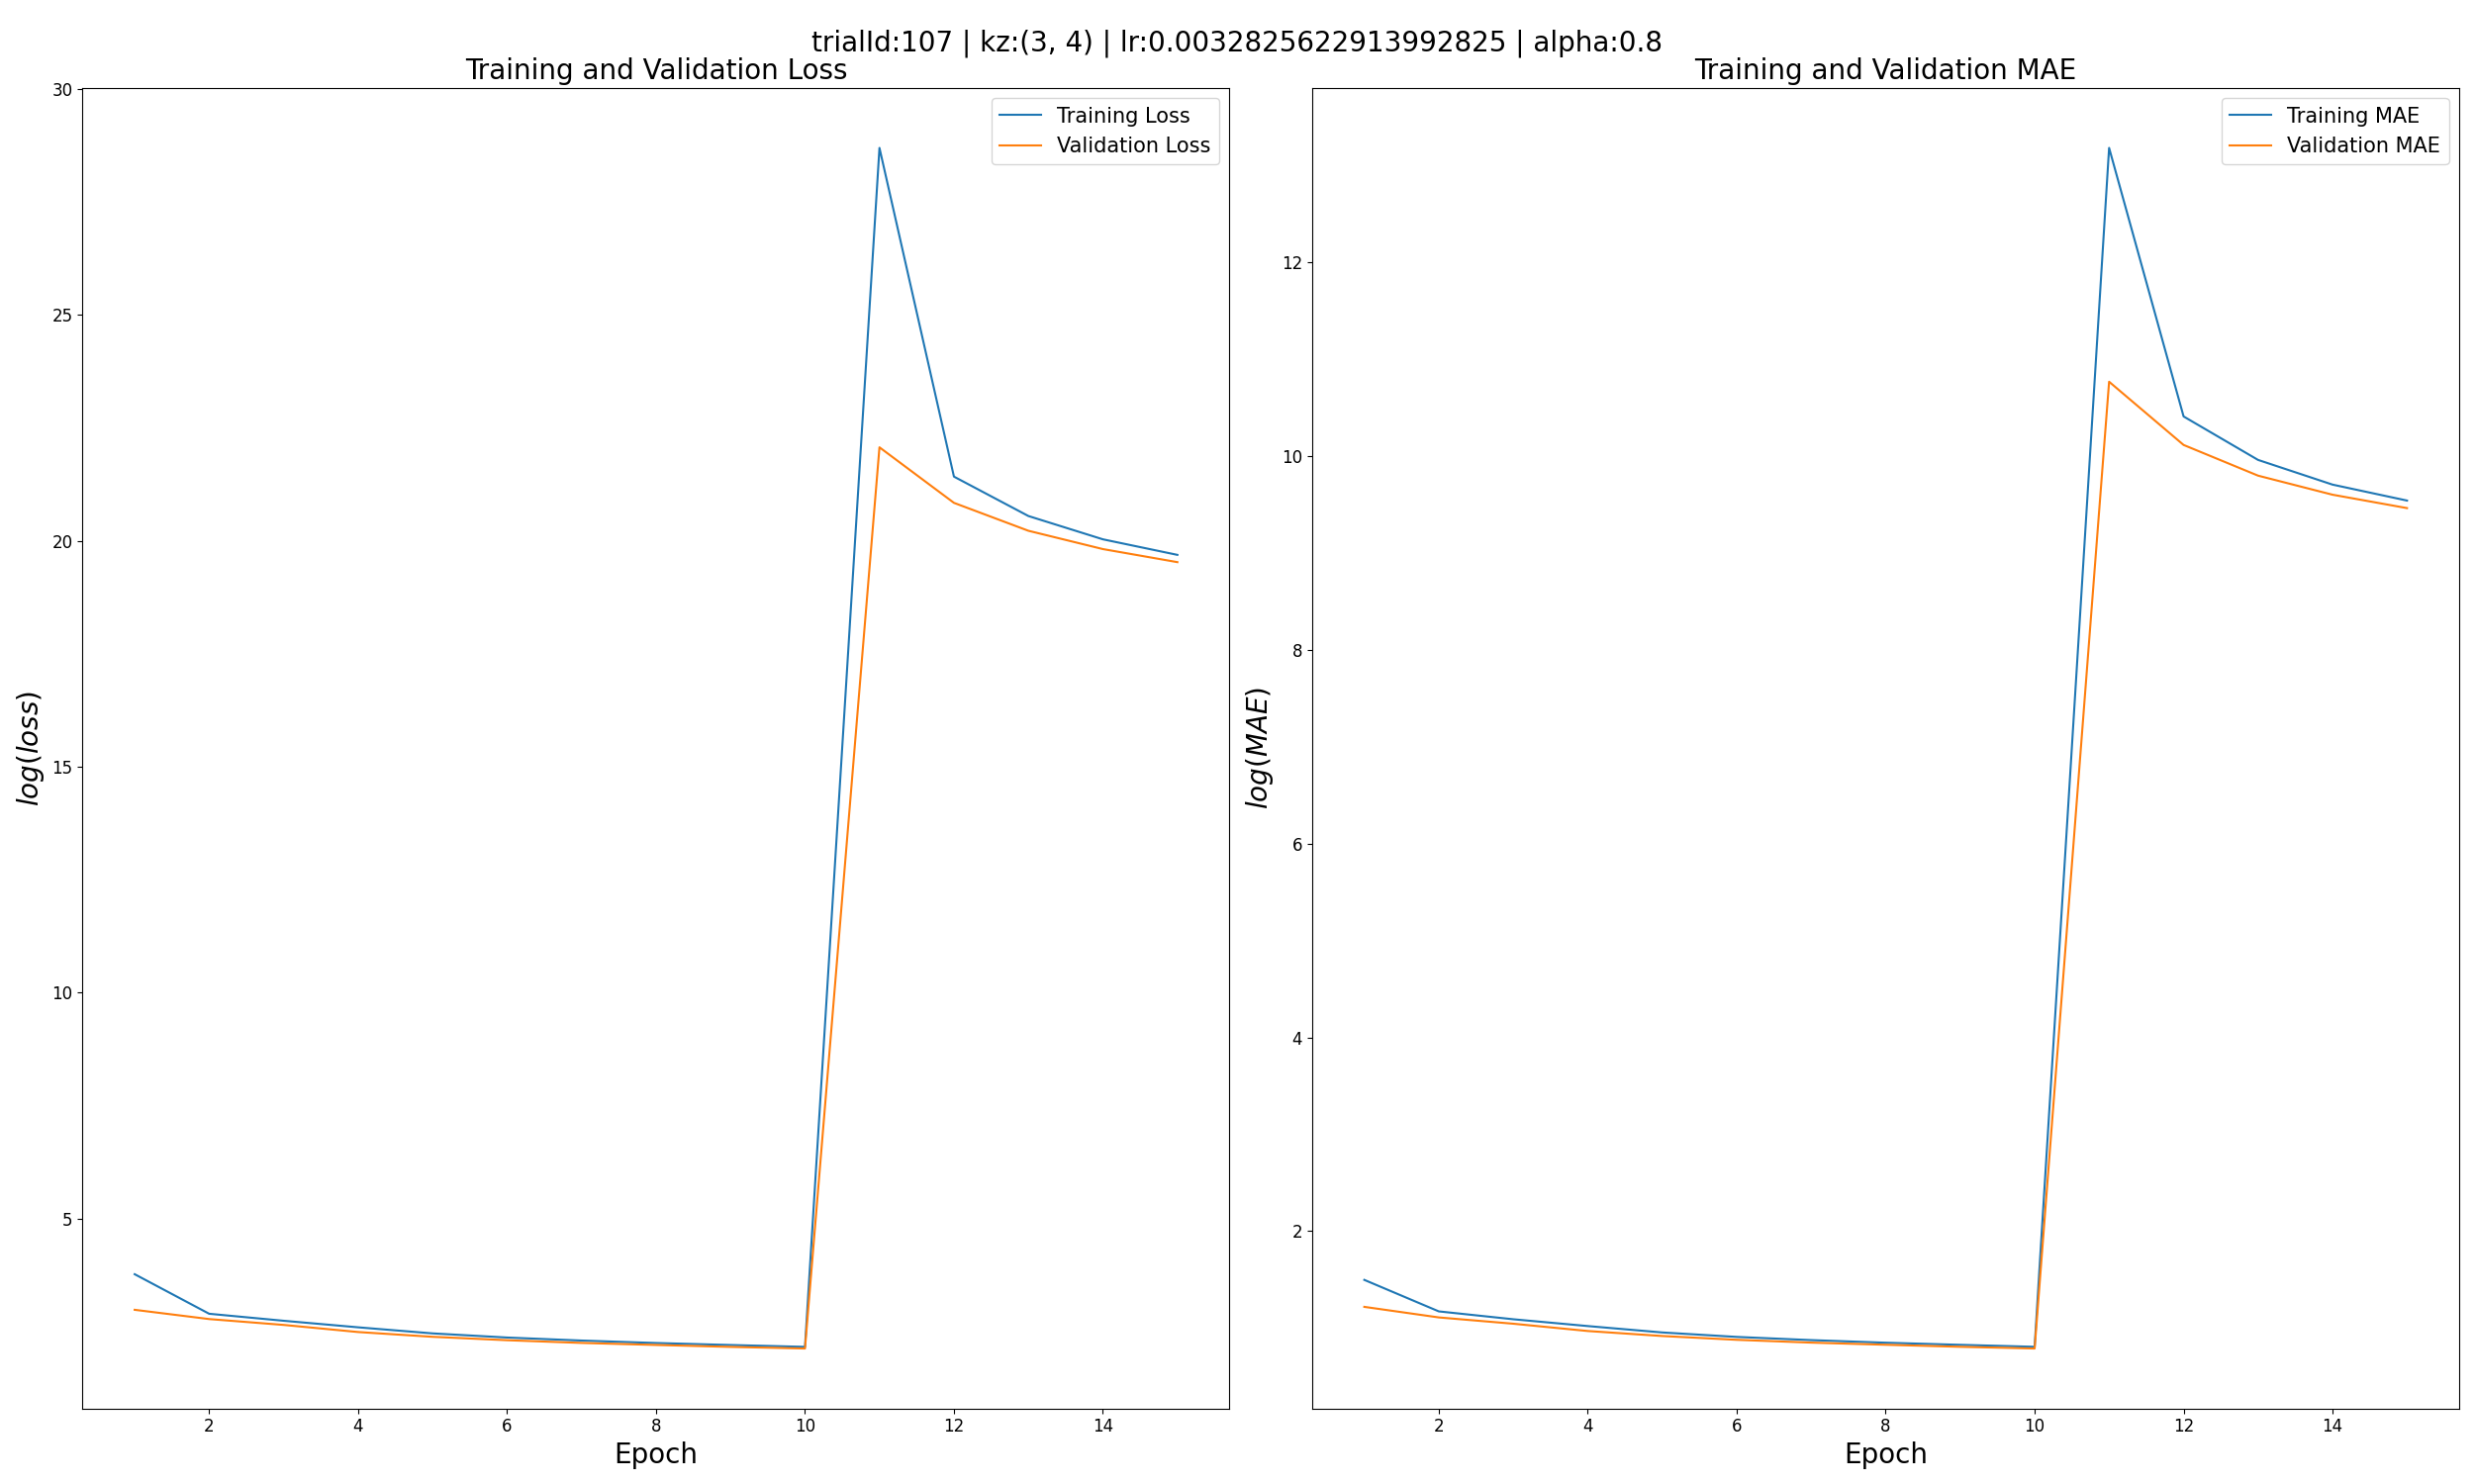 trialId:107 | kz:(3, 4) | lr:0.0032825622913992825 | alpha:0.8
Training and Validation Loss
30
25
20
15
10
5
log(loss)
2
4
6
8
10
12
14
Epoch
Training Loss
Validation Loss
Training and Validation MAE
12
10
8
6
4
2
log(MAE)
2
4
6
8
10
12
14
Epoch
Training MAE
Validation MAE